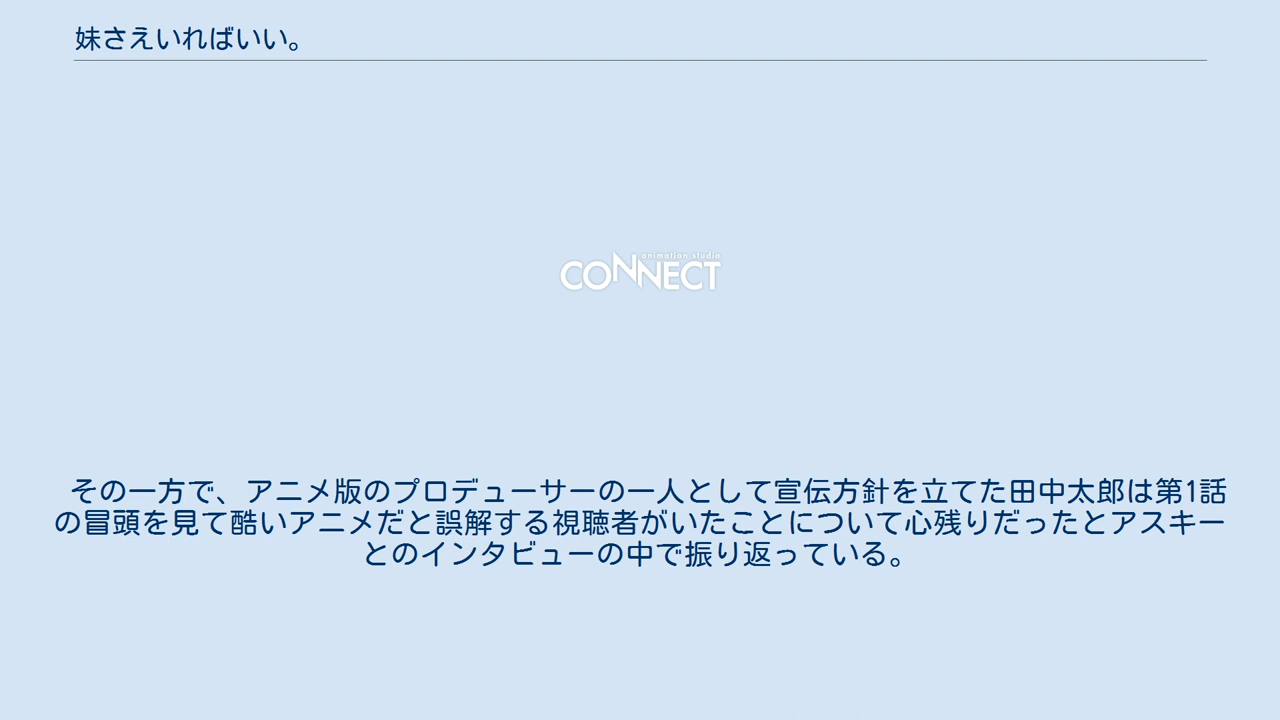 妹さえいればいい。
animation studio
CONNECT
その一方で、アニメ版のプロデューサーの一人として宣伝方針を立てた田中太郎は第1話
の冒頭を見て酷いアニメだと誤解する視聴者がいたことについて心残りだったとアスキー
とのインタビューの中で振り返っている。